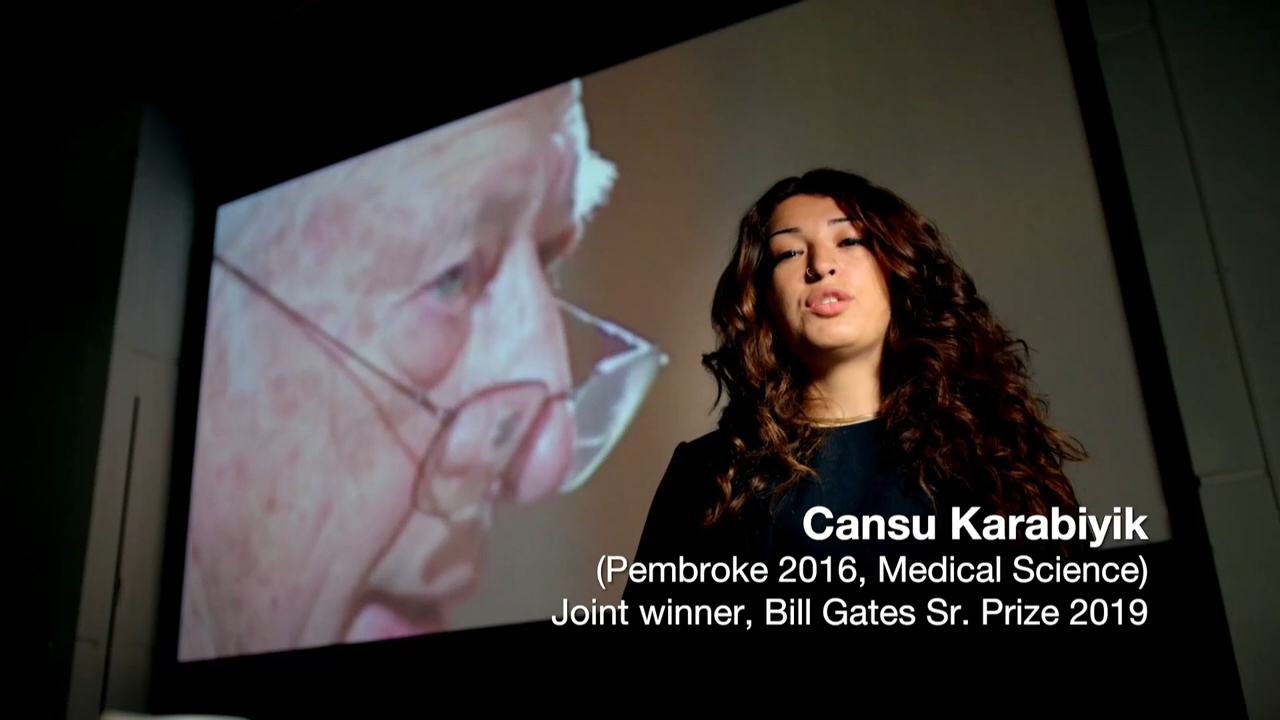 Cansu Karabiyik
(Pembroke 2016, Medical Science)
Joint winner, Bill Gates Sr. Prize 2019